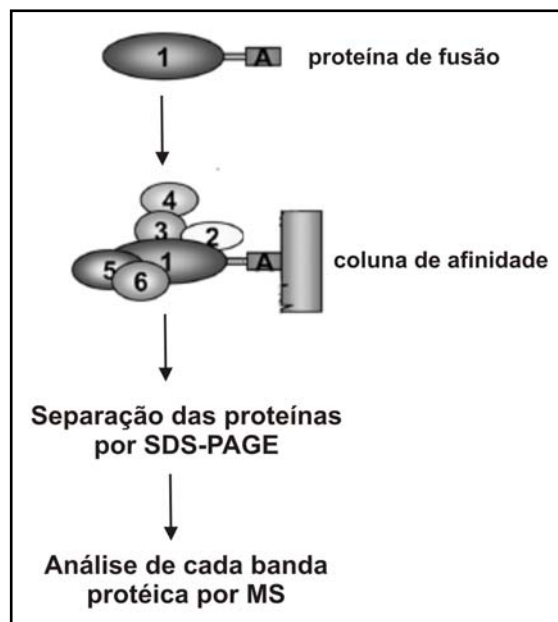 1 A proteína de fusão
4
3 2
5 1 A coluna de afinidade
6
Separação das proteínas
por SDS-PAGE
Análise de cada banda
protéica por MS